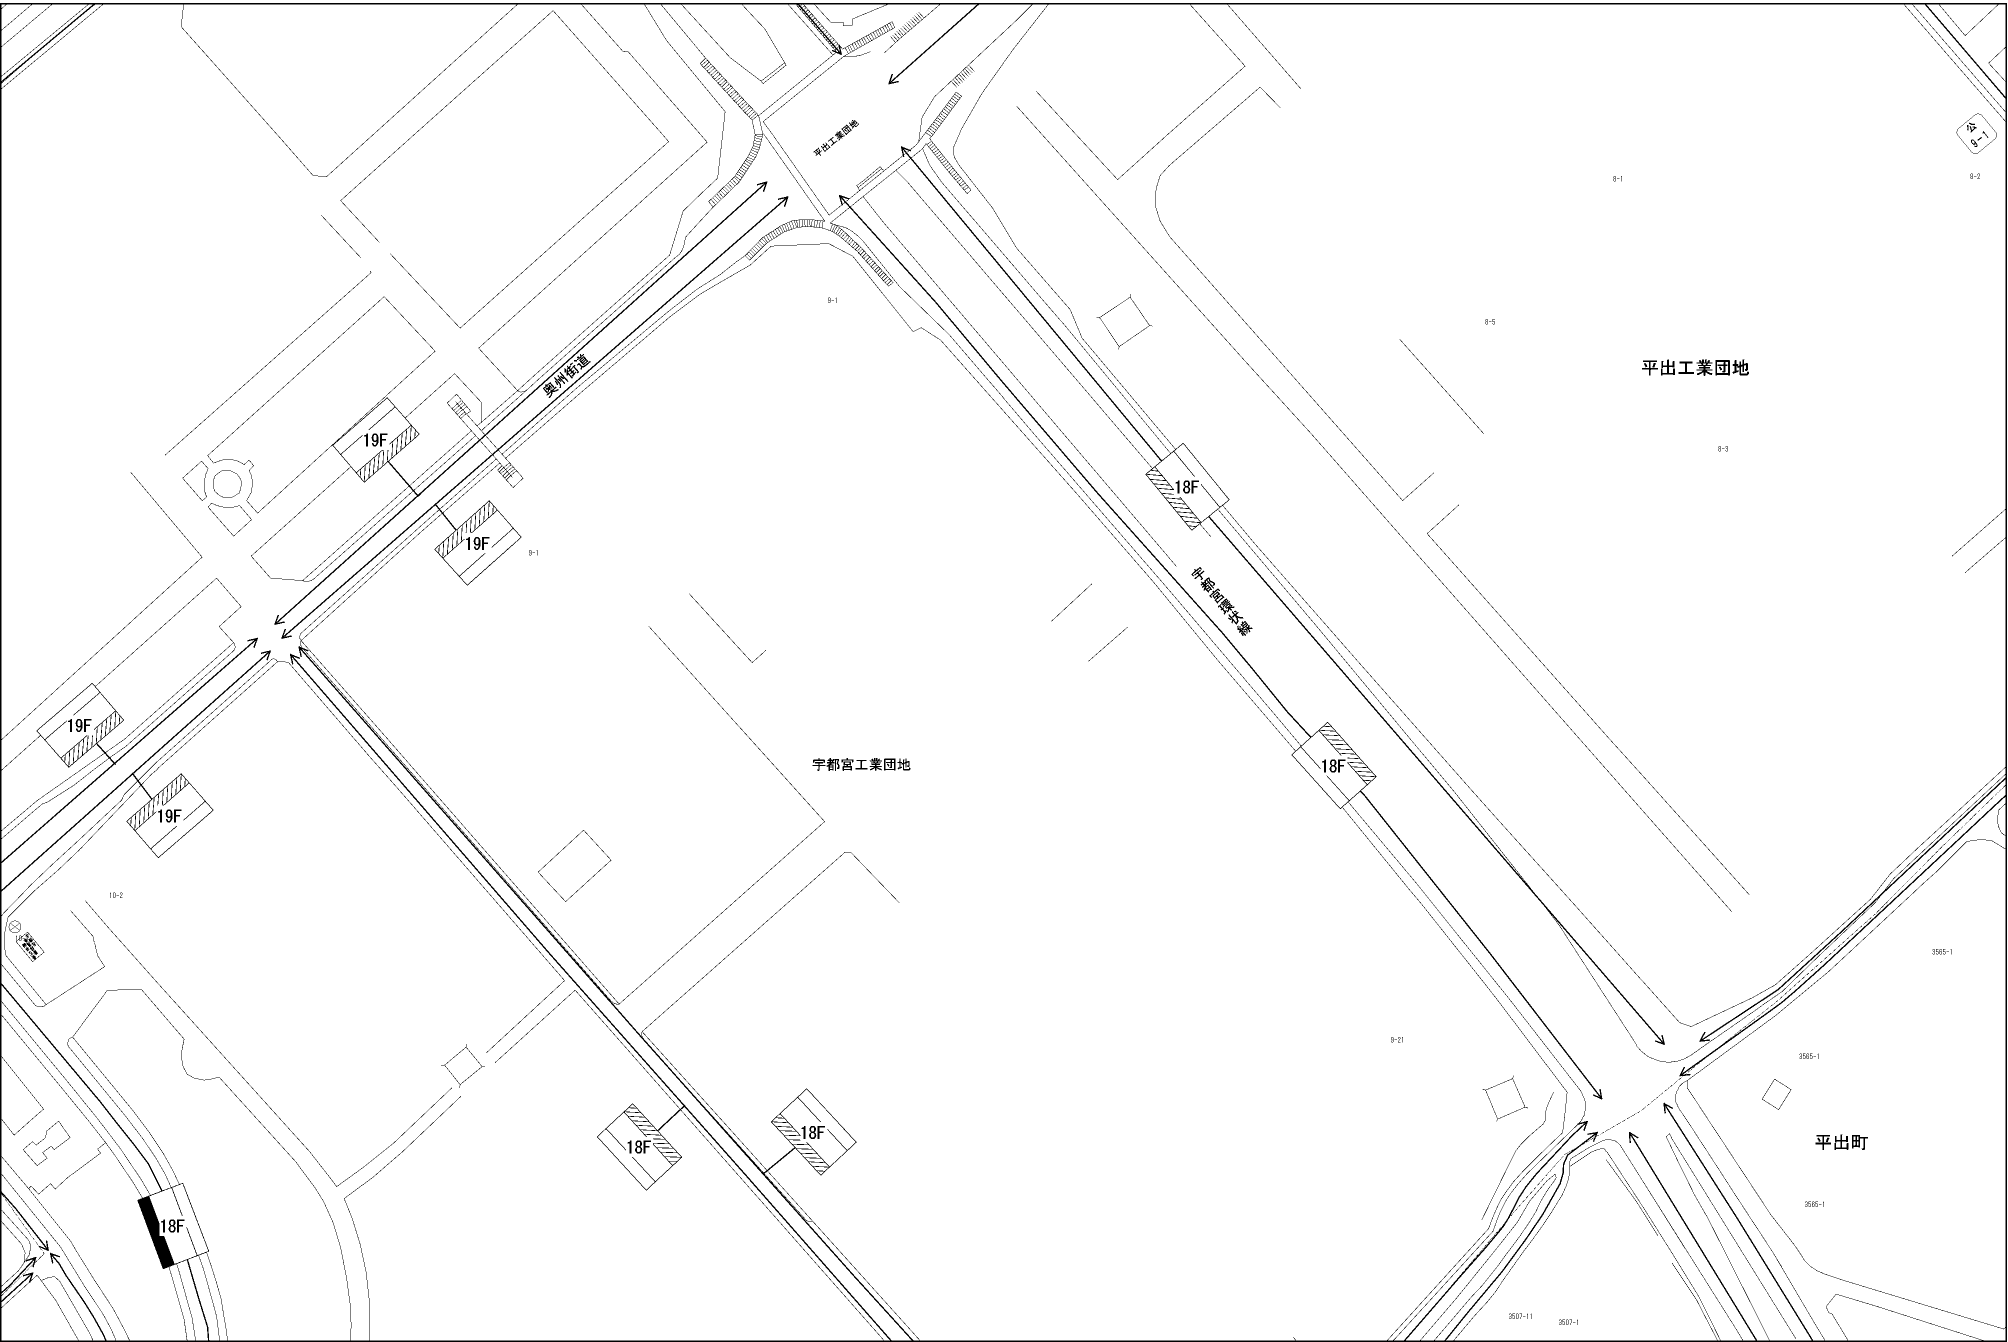 平出工業団地
公
9-1
8-1
8-2
9-1
8-5
奥州街道
平出工業団地
19F
8-3
18F
19F
9-1
宇都宮環状線
19F
宇都宮工業団地
18F
19F
10-2
3565-1
9-21
3565-1
18F
18F
平出町
3565-1
18F
3507-11
3507-1